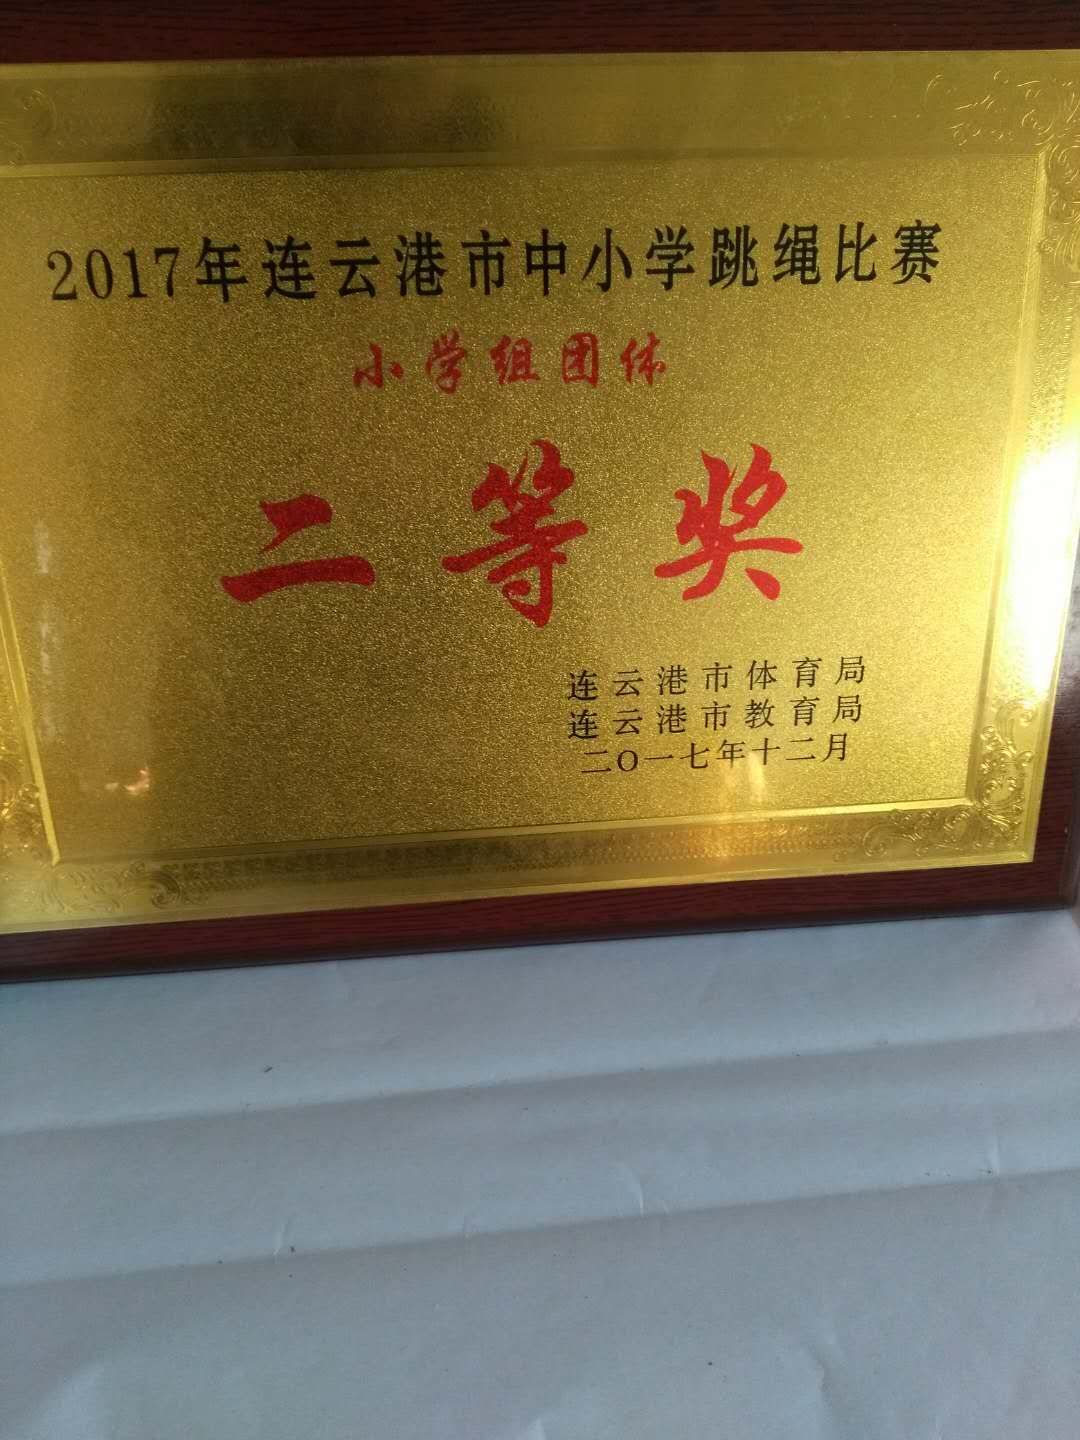 2017年连云港市中小学跳绳比赛
小学组团体
二等奖
连云港市体育局
连云港市教育局
二〇一七年十二月